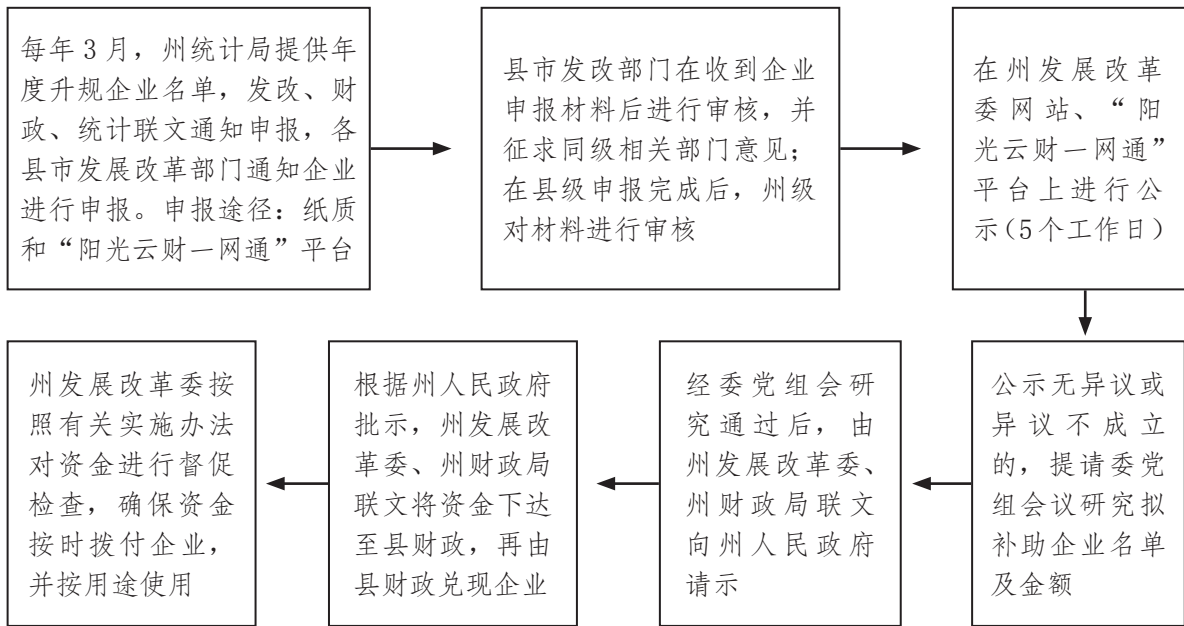 每年3月，州统计局提供年
度升规企业名单，发改、财
政、统计联文通知申报，各
县市发展改革部门通知企业
进行申报。申报途径：纸质
和“阳光云财一网通”平台
县市发改部门在收到企业
申报材料后进行审核，并
征求同级相关部门意见；
在县级申报完成后，州级
对材料进行审核
在州发展改革
委网站、“阳
光云财一网通”
平台上进行公
示(5个工作日)
公示无异议或
异议不成立
的，提请委党
组会议研究拟
补助企业名单
及金额
经委党组会研
究通过后，由
州发展改革委、
州财政局联文
向州人民政府
请示
根据州人民政府
批示，州发展改
革委、州财政局
联文将资金下达
至县财政，再由
县财政兑现企业
州发展改革委按
照有关实施办法
对资金进行督促
检查，确保资金
按时拨付企业，
并按用途使用